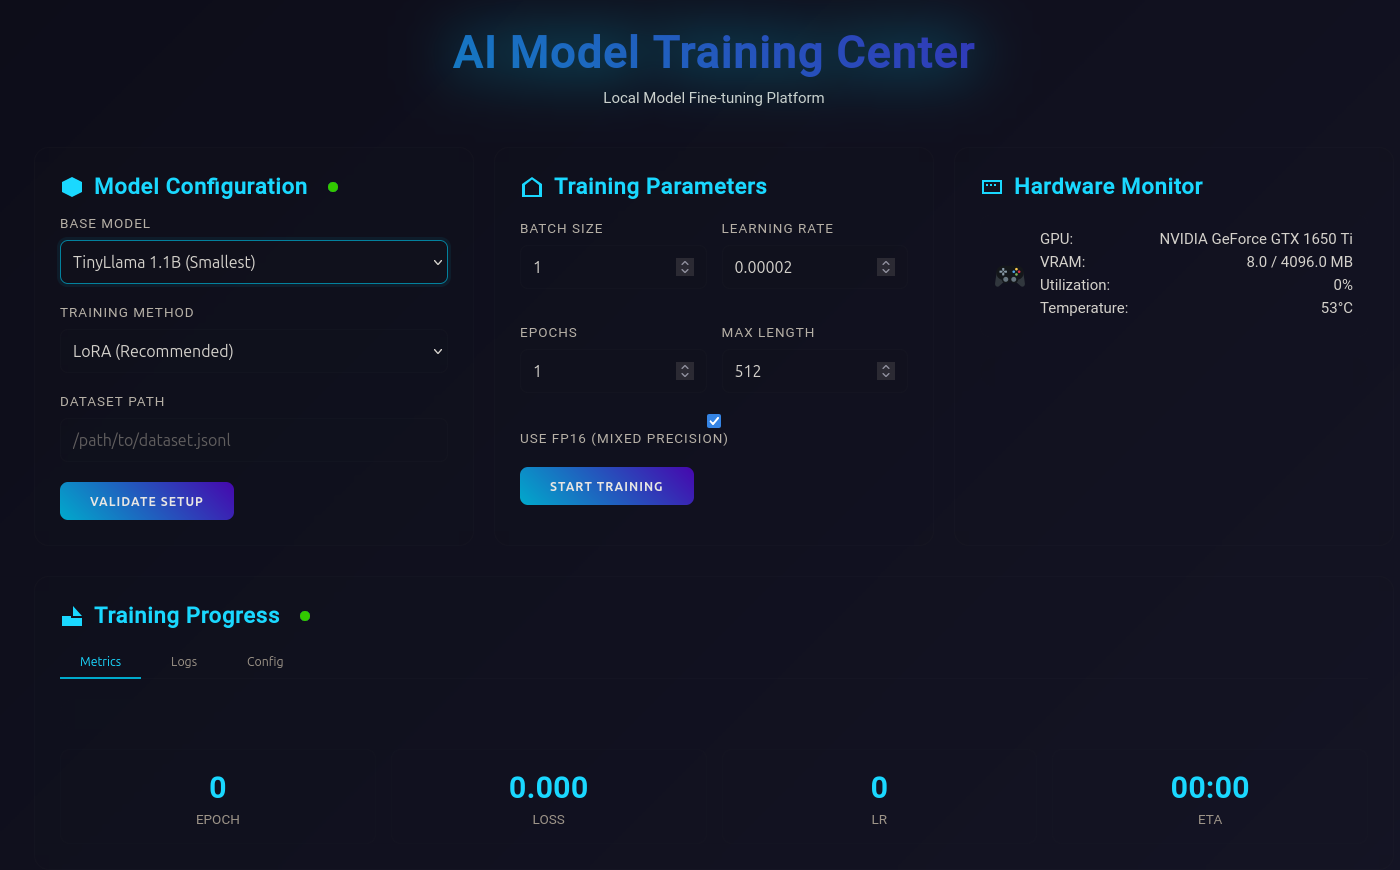 AI Model Training Center
Local Model Fine-tuning Platform
Model Configuration
BASE MODEL
TinyLlama 1.1B (Smallest)
TRAINING METHOD
LoRA (Recommended)
DATASET PATH
/path/to/dataset.jsonl
VALIDATE SETUP
Training Parameters
BATCH SIZE
LEARNING RATE
1
0.00002
EPOCHS
MAX LENGTH
1
512
USE FP16 (MIXED PRECISION)
START TRAINING
Hardware Monitor
GPU: NVIDIA GeForce GTX 1650 Ti
VRAM: 8.0 / 4096.0 MB
Utilization: 0%
Temperature: 53°C
Training Progress
Metrics Logs Config
0
EPOCH
0.000
LOSS
0
LR
00:00
ETA